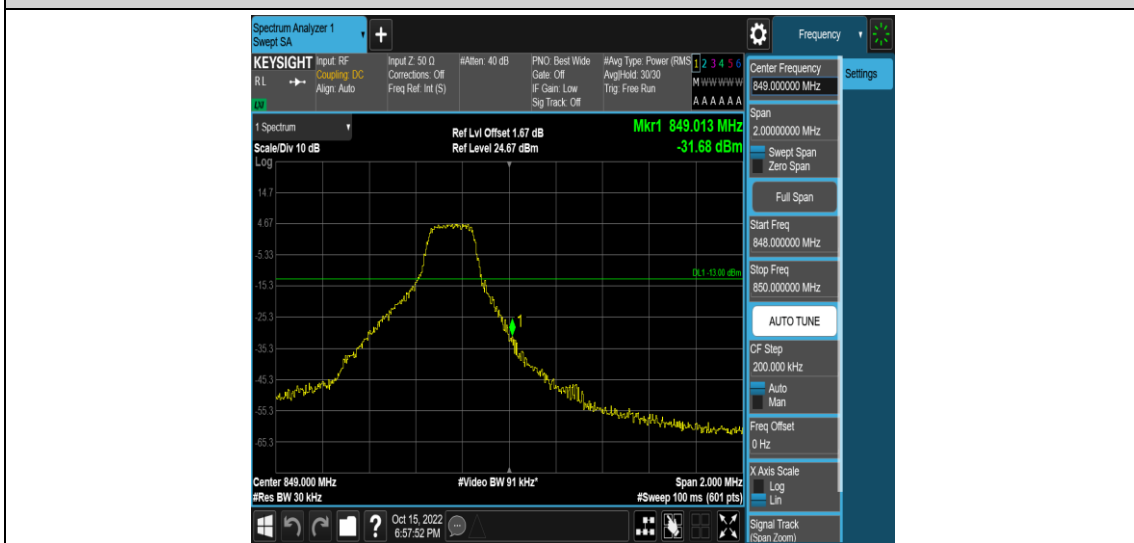 Spectrum Analyzer 1
Swept SA
+
Frequency
KEYSIGHT
RL
LXI
Input: RF
Coupling: DC
Align: Auto
Input Z: 50 Ω
Corrections: Off
Freq Ref: Int (S)
#Atten: 40 dB
PNO: Best Wide
Gate: Off
IF Gain: Low
Sig Track: Off
#Avg Type: Power (RMS
Avg|Hold: 30/30
Trig: Free Run
1 2 3 4 5 6
M W W W W W
A A A A A A
1 Spectrum
Scale/Div 10 dB
Log
Ref Lvl Offset 1.67 dB
Ref Level 24.67 dBm
Mkr1 849.013 MHz
-31.68 dBm
14.7
4.67
-5.33
-15.3
-25.3
-35.3
-45.3
-55.3
-65.3
DL1 -13.00 dBm
1
Center 849.000 MHz
#Res BW 30 kHz
#Video BW 91 kHz*
Span 2.000 MHz
#Sweep 100 ms (601 pts)
?
Oct 15, 2022
6:57:52 PM
Center Frequency
849.000000 MHz
Settings
Span
2.00000000 MHz
Swept Span
Zero Span
Full Span
Start Freq
848.000000 MHz
Stop Freq
850.000000 MHz
AUTO TUNE
CF Step
200.000 kHz
Auto
Man
Freq Offset
0 Hz
X Axis Scale
Log
Lin
Signal Track
(Span Zoom)